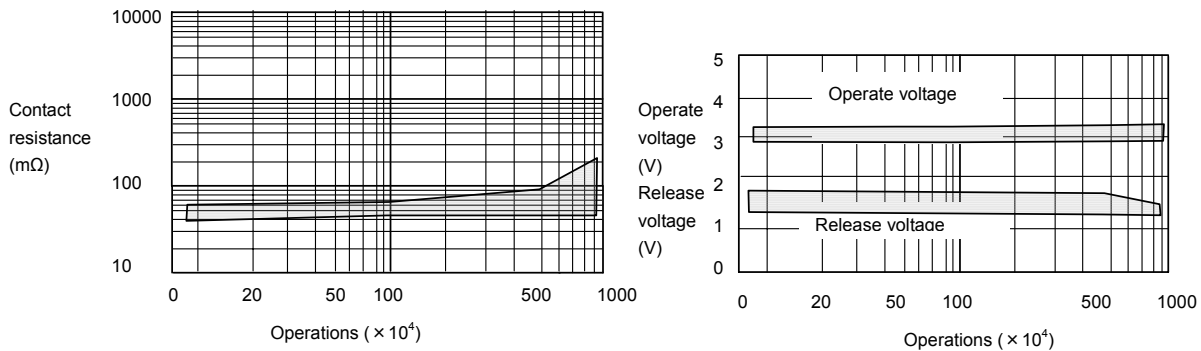 10000
1000
100
10
Contact
resistance
(mΩ)
0 20 50 100 500 1000
Operations (×10⁴)
5
4
3
2
1
0
Operate
voltage
(V)
Release
voltage
(V)
Operate voltage
Release voltage
0 20 50 100 500 1000
Operations (×10⁴)